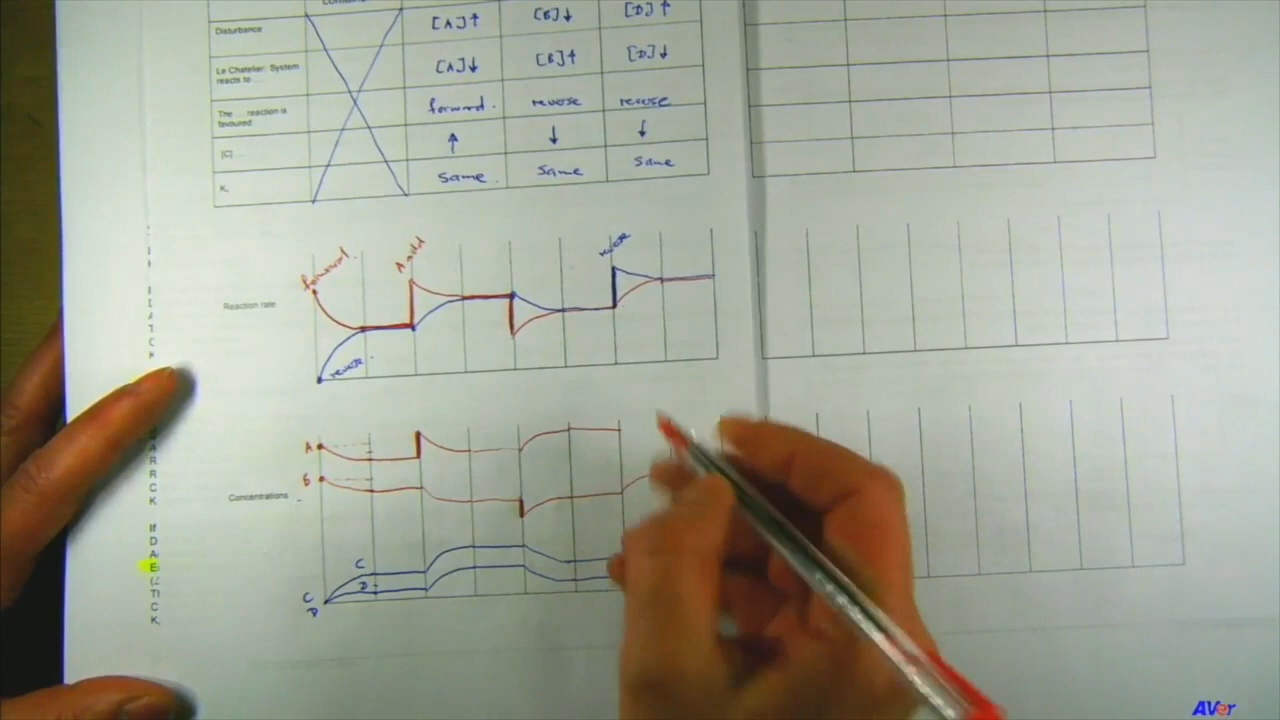 Disturbance [A]↑ [B]↓ [D]↑
Le Chatelier: System reacts to ... [A]↓ [B]↑ [D]↓
The ... reaction is favoured forward. reverse reverse
[C] ... ↑ ↓ ↓
K Same. Same Same
forward.
A add
Reaction rate
reverse.
A
B
Concentrations
C
D
C
D
If
AVer